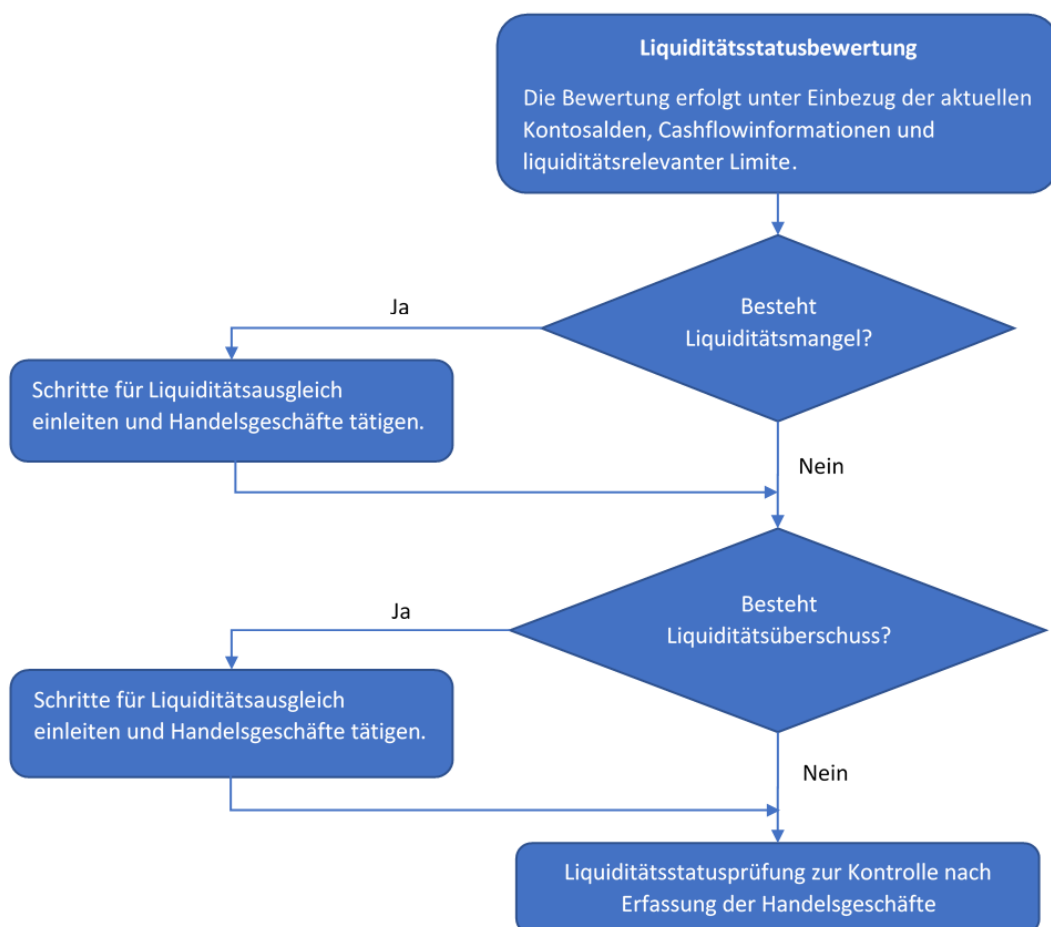 Liquiditätsstatusbewertung
Die Bewertung erfolgt unter Einbezug der aktuellen
Kontosalden, Cashflowinformationen und
liquiditätsrelevanter Limite.
Besteht
Liquiditätsmangel?
Ja
Schritte für Liquiditätsausgleich
einleiten und Handelsgeschäfte tätigen.
Nein
Besteht
Liquiditätsüberschuss?
Ja
Schritte für Liquiditätsausgleich
einleiten und Handelsgeschäfte tätigen.
Nein
Liquiditätsstatusprüfung zur Kontrolle nach
Erfassung der Handelsgeschäfte